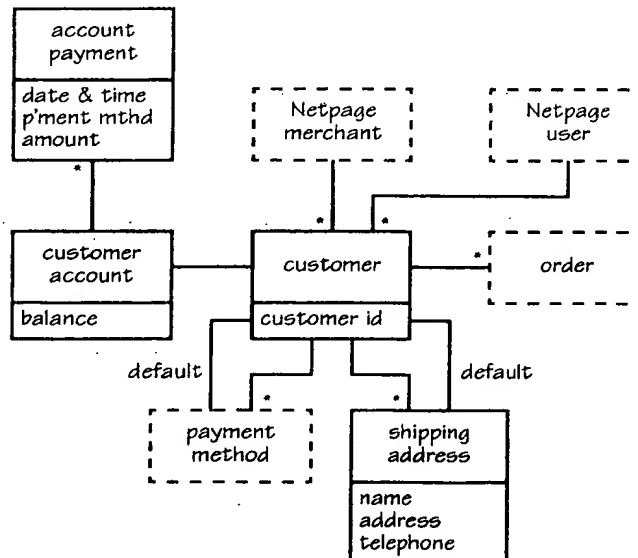 account
payment
date & time
p'ment mthd
amount
*
Netpage
merchant
Netpage
user
*
*
customer
account
balance
customer
customer id
*
order
default
default
*
*
payment
method
shipping
address
name
address
telephone